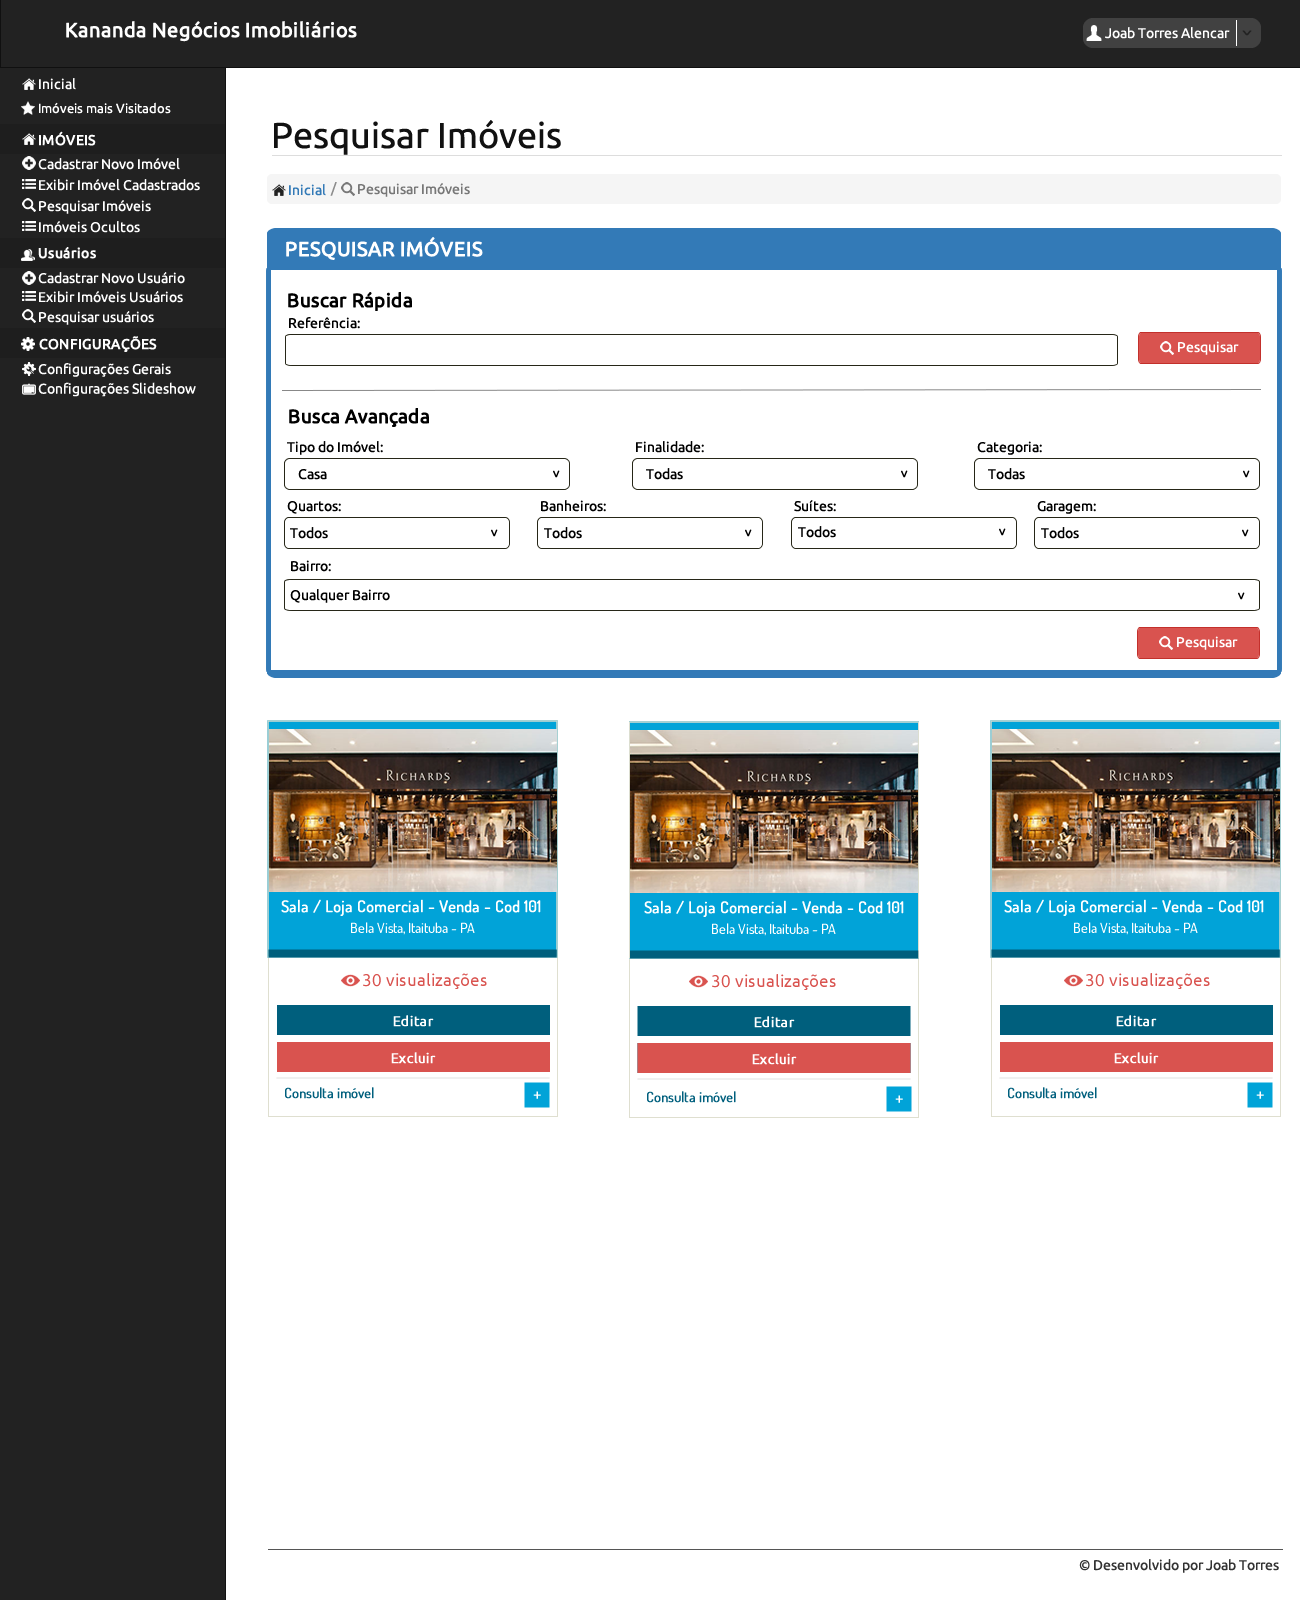 Kananda Negócios Imobiliários
Joab Torres Alencar
Inicial
Imóveis mais Visitados
IMÓVEIS
Cadastrar Novo Imóvel
Exibir Imóvel Cadastrados
Pesquisar Imóveis
Imóveis Ocultos
Usuários
Cadastrar Novo Usuário
Exibir Imóveis Usuários
Pesquisar usuários
CONFIGURAÇÕES
Configurações Gerais
Configurações Slideshow
Pesquisar Imóveis
Inicial / Pesquisar Imóveis
PESQUISAR IMÓVEIS
Buscar Rápida
Referência:
Pesquisar
Busca Avançada
Tipo do Imóvel: Finalidade: Categoria:
Casa Todas Todas
Quartos: Banheiros: Suítes: Garagem:
Todos Todos Todos Todos
Bairro:
Qualquer Bairro
Pesquisar
RICHARDS
Sala / Loja Comercial - Venda - Cod 101
Bela Vista, Itaituba - PA
30 visualizações
Editar
Excluir
Consulta imóvel +
RICHARDS
Sala / Loja Comercial - Venda - Cod 101
Bela Vista, Itaituba - PA
30 visualizações
Editar
Excluir
Consulta imóvel +
RICHARDS
Sala / Loja Comercial - Venda - Cod 101
Bela Vista, Itaituba - PA
30 visualizações
Editar
Excluir
Consulta imóvel +
© Desenvolvido por Joab Torres